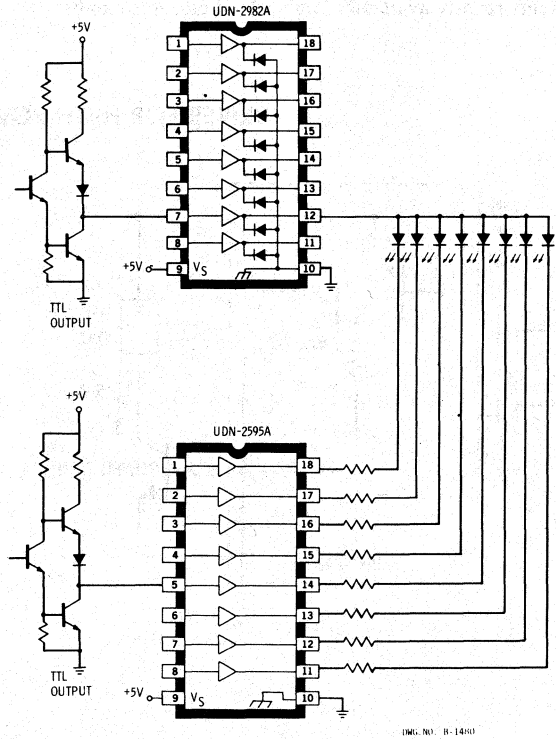 UDN-2982A
+5V
1 18
2 17
3 16
4 15
5 14
6 13
7 12
8 11
+5V 9 VS 10
TTL
OUTPUT
+5V
UDN-2595A
1 18
2 17
3 16
4 15
5 14
6 13
7 12
8 11
+5V 9 VS 10
TTL
OUTPUT
DWG. NO. B-1480